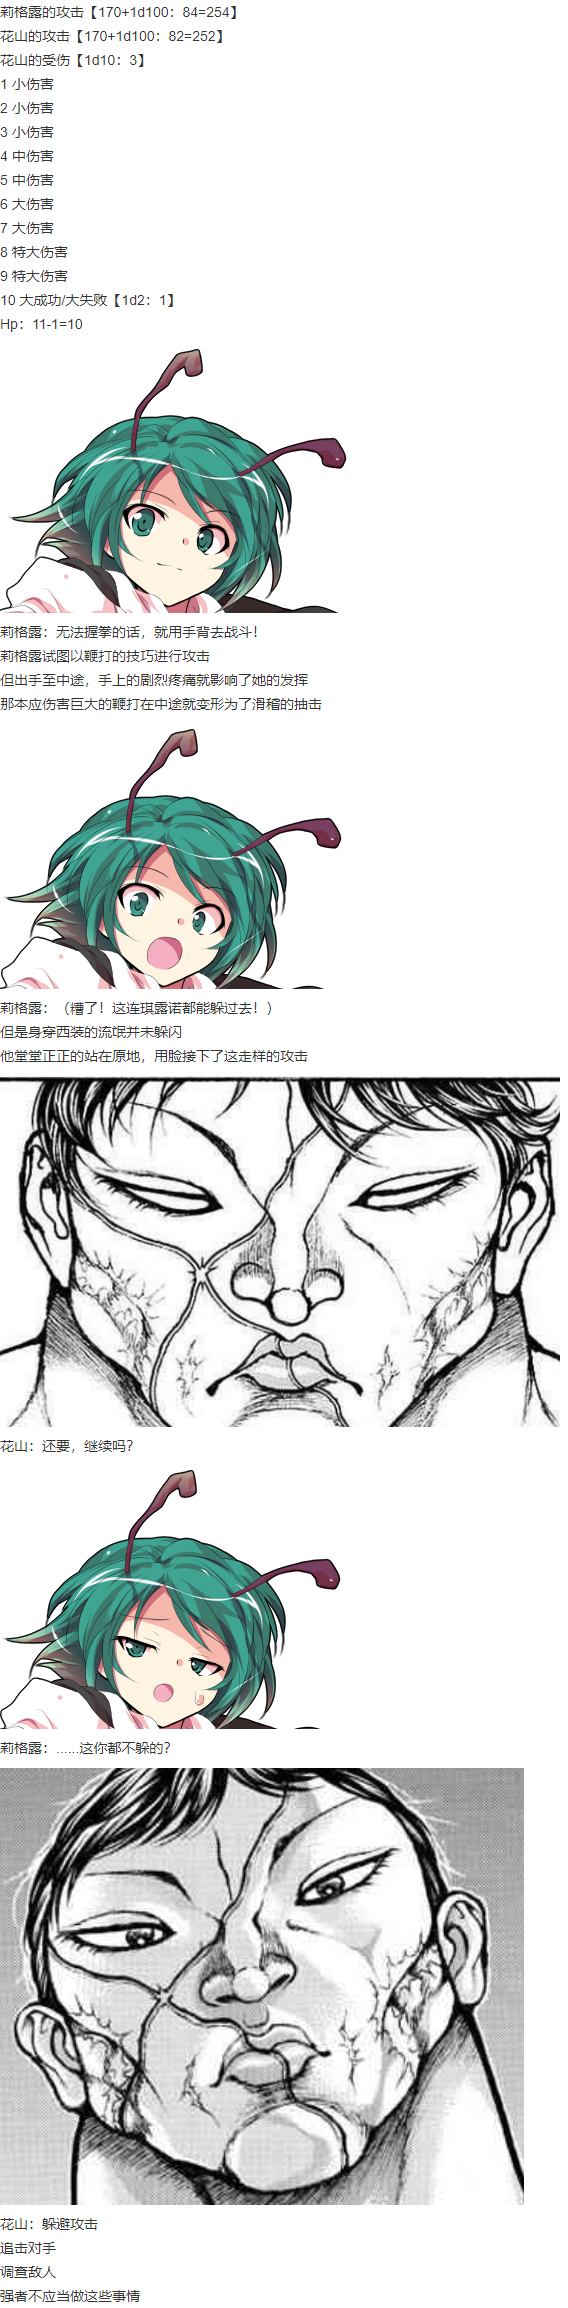 莉格露的攻击【170+1d100：84=254】
花山的攻击【170+1d100：82=252】
花山的受伤【1d10：3】
1 小伤害
2 小伤害
3 小伤害
4 中伤害
5 中伤害
6 大伤害
7 大伤害
8 特大伤害
9 特大伤害
10 大成功/大失败【1d2：1】
Hp：11-1=10
莉格露：无法握拳的话，就用手背去战斗！
莉格露试图以鞭打的技巧进行攻击
但出手至中途，手上的剧烈疼痛就影响了她的发挥
那本应伤害巨大的鞭打在中途就变形为了滑稽的抽击
莉格露：（糟了！这连琪露诺都能躲过去！）
但是身穿西装的流氓并未躲闪
他堂堂正正的站在原地，用脸接下了这走样的攻击
花山：还要，继续吗？
莉格露：......这你都不躲的？
花山：躲避攻击
追击对手
调查敌人
强者不应当做这些事情